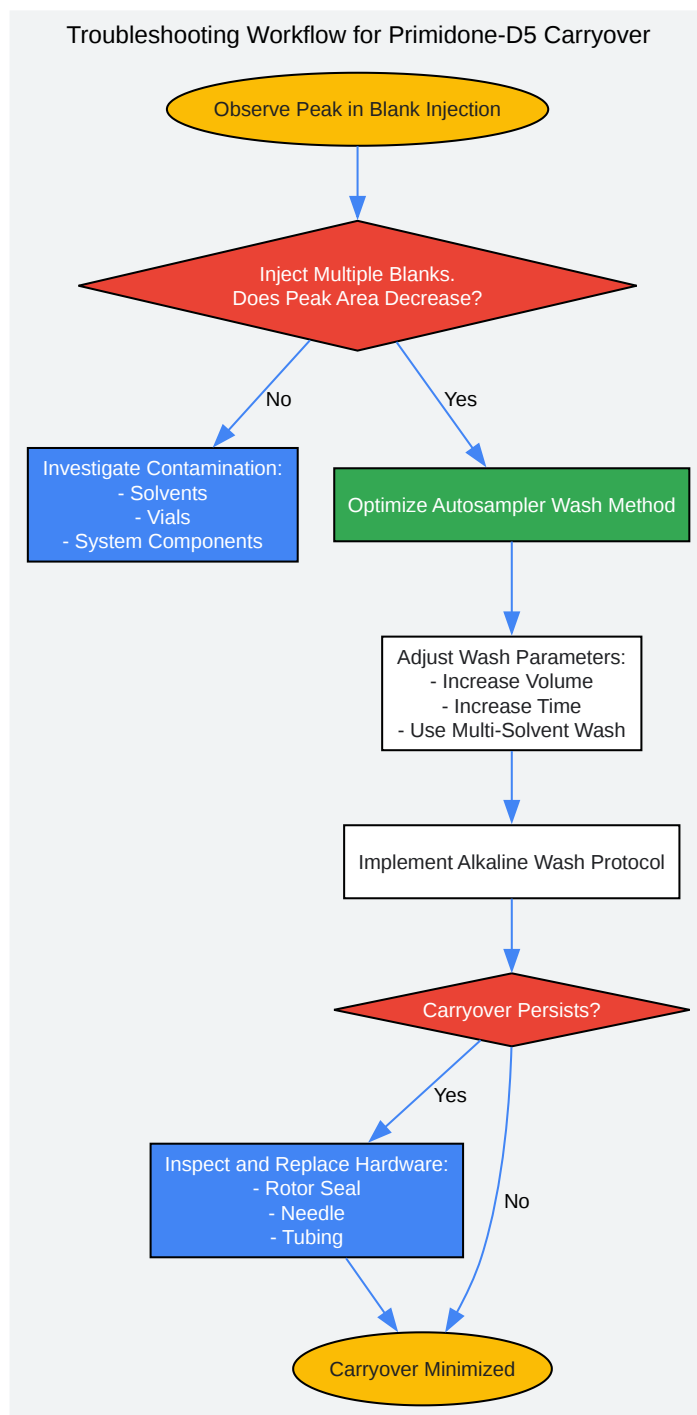 Troubleshooting Workflow for Primidone-D5 Carryover
Observe Peak in Blank Injection
Inject Multiple Blanks.
Does Peak Area Decrease?
No
Yes
Investigate Contamination:
- Solvents
- Vials
- System Components
Optimize Autosampler Wash Method
Adjust Wash Parameters:
- Increase Volume
- Increase Time
- Use Multi-Solvent Wash
Implement Alkaline Wash Protocol
Carryover Persists?
Yes
Inspect and Replace Hardware:
- Rotor Seal
- Needle
- Tubing
No
Carryover Minimized